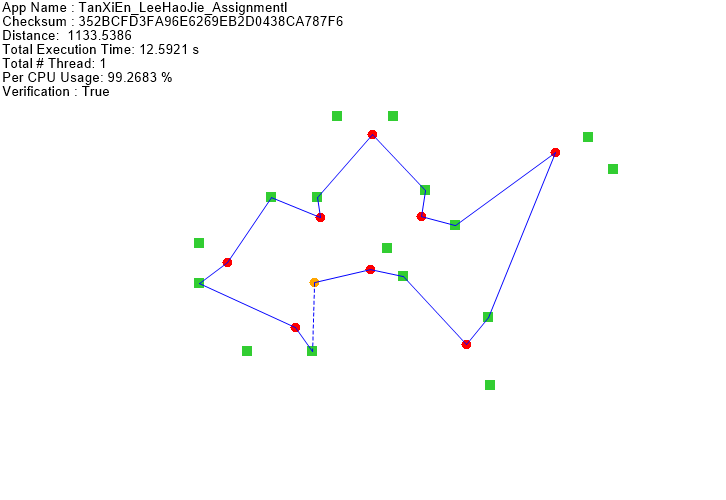 App Name : TanXiEn_LeeHaoJie_AssignmentI
Checksum : 352BCFD3FA96E6269EB2D0438CA787F6
Distance: 1133.5386
Total Execution Time: 12.5921 s
Total # Thread: 1
Per CPU Usage: 99.2683 %
Verification : True